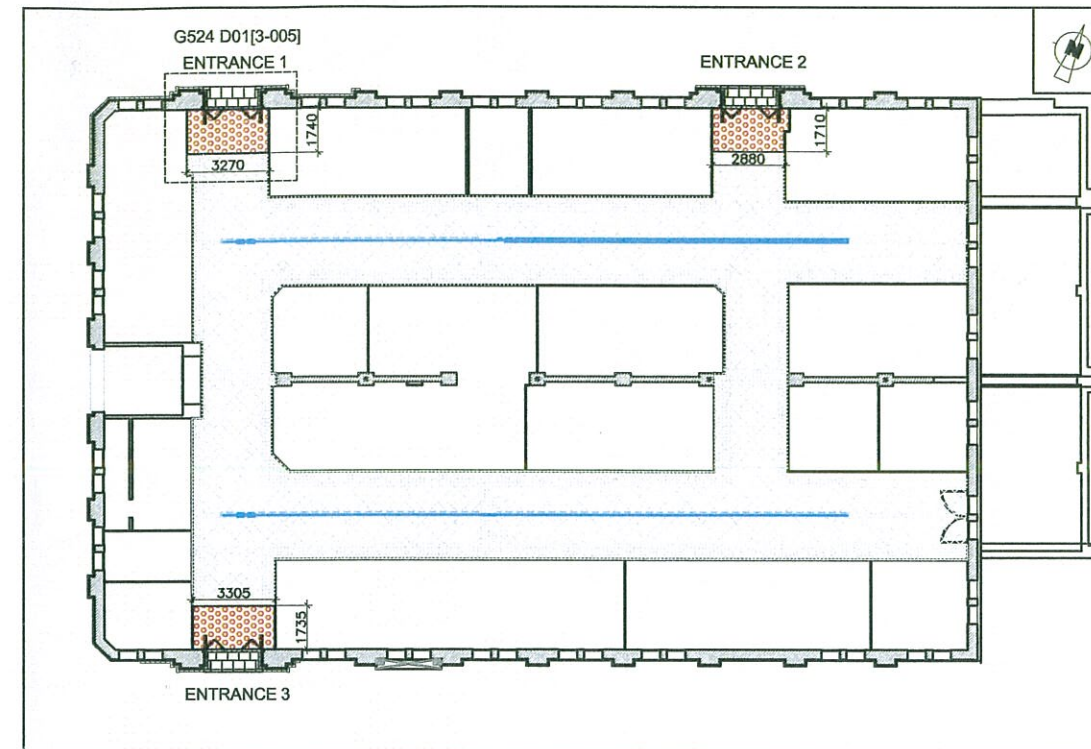 G524 D01[3-005]
ENTRANCE 1
ENTRANCE 2
N
1740
3270
1710
2880
3305
1735
ENTRANCE 3